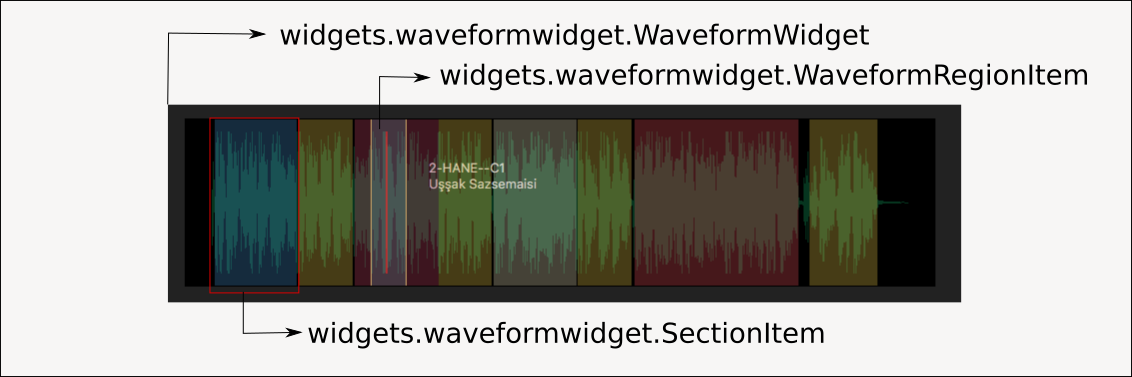 widgets.waveformwidget.WaveformWidget
widgets.waveformwidget.WaveformRegionItem
2-HANE--C1
Uşşak Sazsemaisi
widgets.waveformwidget.SectionItem